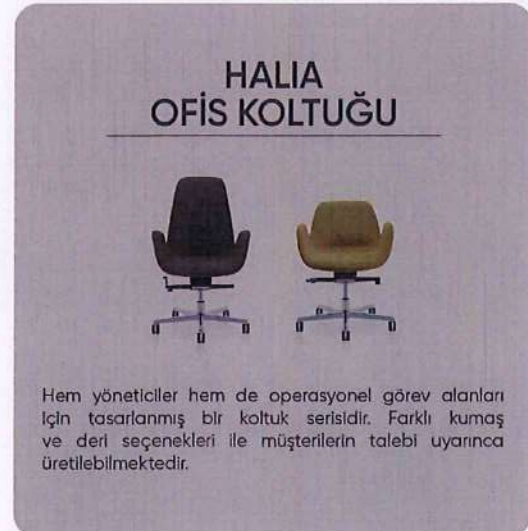 HALIA
OFİS KOLTUĞU
Hem yöneticiler hem de operasyonel görev alanları
için tasarlanmış bir koltuk serisidir. Farklı kumaş
ve deri seçenekleri ile müşterilerin talebi uyarınca
üretilebilmektedir.